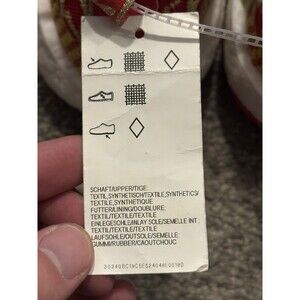 SCHAFT/UPPER/TIGE:
TEXTIL,SYNTHETISCH/TEXTILE,SYNTHETICS/
TEXTILE,SYNTHETIQUE
FUTTER/LINING/DOUBLURE:
TEXTIL/TEXTILE/TEXTILE
EINLEGESOHLE/INLAY SOLE/SEMELLE INT:
TEXTIL/TEXTILE/TEXTILE
LAUFSOHLE/OUTSOLE/SEMELLE:
GUMMI/RUBBER/CAOUTCHOUC